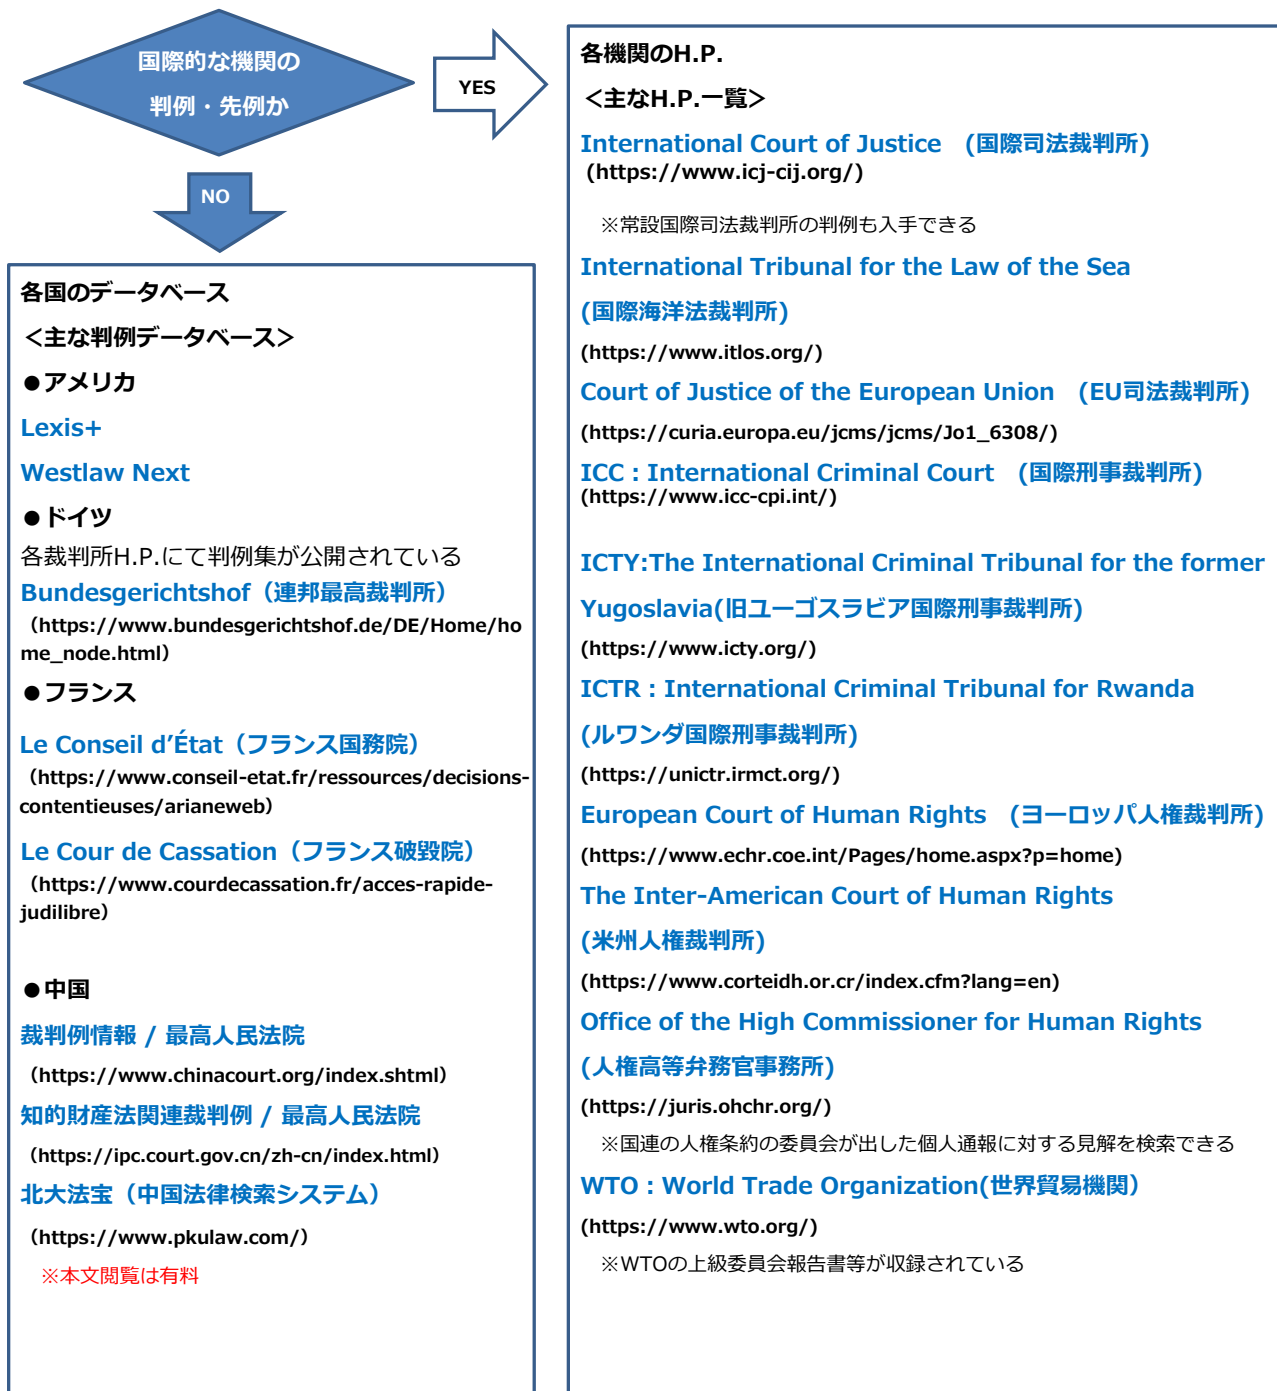 国際的な機関の
判例・先例か
YES
NO
各国のデータベース
＜主な判例データベース＞
●アメリカ
Lexis+
Westlaw Next
●ドイツ
各裁判所H.P.にて判例集が公開されている
Bundesgerichtshof（連邦最高裁判所）
（https://www.bundesgerichtshof.de/DE/Home/ho
me_node.html）
●フランス
Le Conseil d’État（フランス国務院）
（https://www.conseil-etat.fr/ressources/decisions-
contentieuses/arianeweb）
Le Cour de Cassation（フランス破毀院）
（https://www.courdecassation.fr/acces-rapide-
judilibre）
●中国
裁判例情報 / 最高人民法院
（https://www.chinacourt.org/index.shtml）
知的財産法関連裁判例 / 最高人民法院
（https://ipc.court.gov.cn/zh-cn/index.html）
北大法宝（中国法律検索システム）
（https://www.pkulaw.com/）
※本文閲覧は有料
各機関のH.P.
＜主なH.P.一覧＞
International Court of Justice　(国際司法裁判所)
(https://www.icj-cij.org/)
※常設国際司法裁判所の判例も入手できる
International Tribunal for the Law of the Sea
(国際海洋法裁判所)
(https://www.itlos.org/)
Court of Justice of the European Union　(EU司法裁判所)
(https://curia.europa.eu/jcms/jcms/Jo1_6308/)
ICC : International Criminal Court　(国際刑事裁判所)
(https://www.icc-cpi.int/)
ICTY:The International Criminal Tribunal for the former
Yugoslavia(旧ユーゴスラビア国際刑事裁判所)
(https://www.icty.org/)
ICTR : International Criminal Tribunal for Rwanda
(ルワンダ国際刑事裁判所)
(https://unictr.irmct.org/)
European Court of Human Rights　(ヨーロッパ人権裁判所)
(https://www.echr.coe.int/Pages/home.aspx?p=home)
The Inter-American Court of Human Rights
(米州人権裁判所)
(https://www.corteidh.or.cr/index.cfm?lang=en)
Office of the High Commissioner for Human Rights
(人権高等弁務官事務所)
(https://juris.ohchr.org/)
※国連の人権条約の委員会が出した個人通報に対する見解を検索できる
WTO : World Trade Organization(世界貿易機関）
(https://www.wto.org/)
※WTOの上級委員会報告書等が収録されている